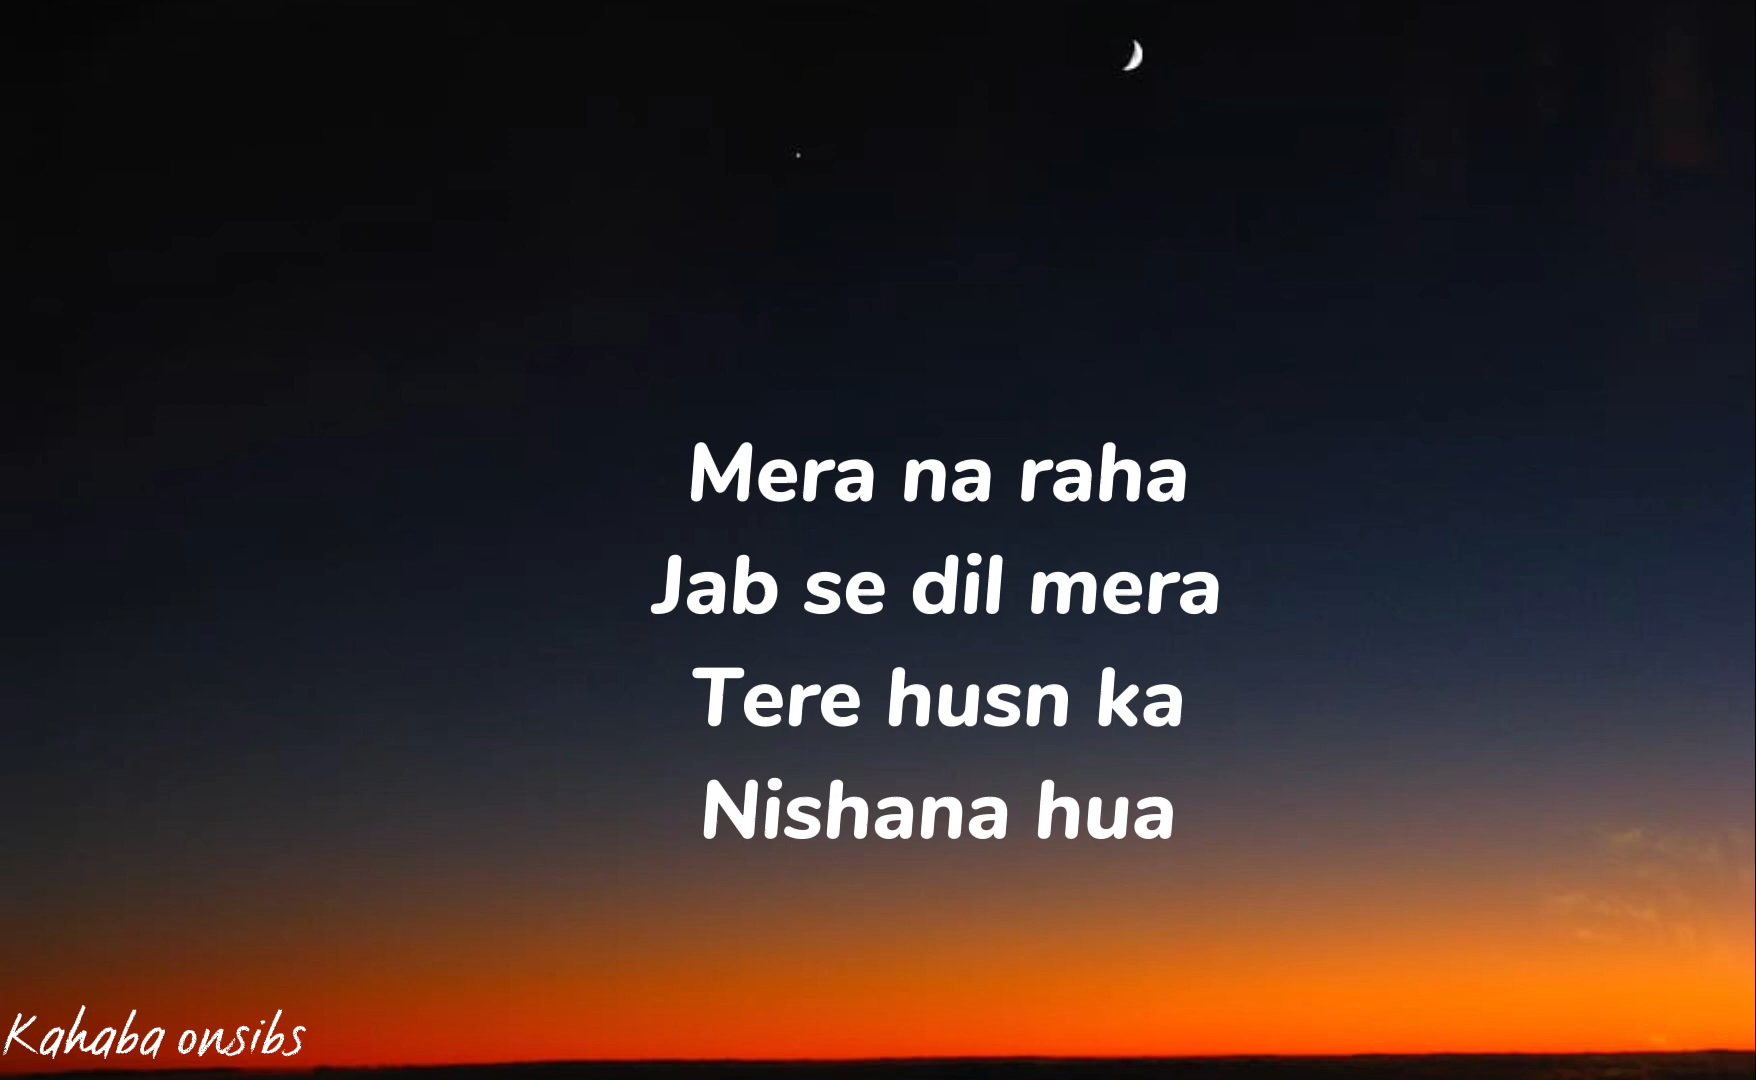 Mera na raha
Jab se dil mera
Tere husn ka
Nishana hua
Kahaba onsibs